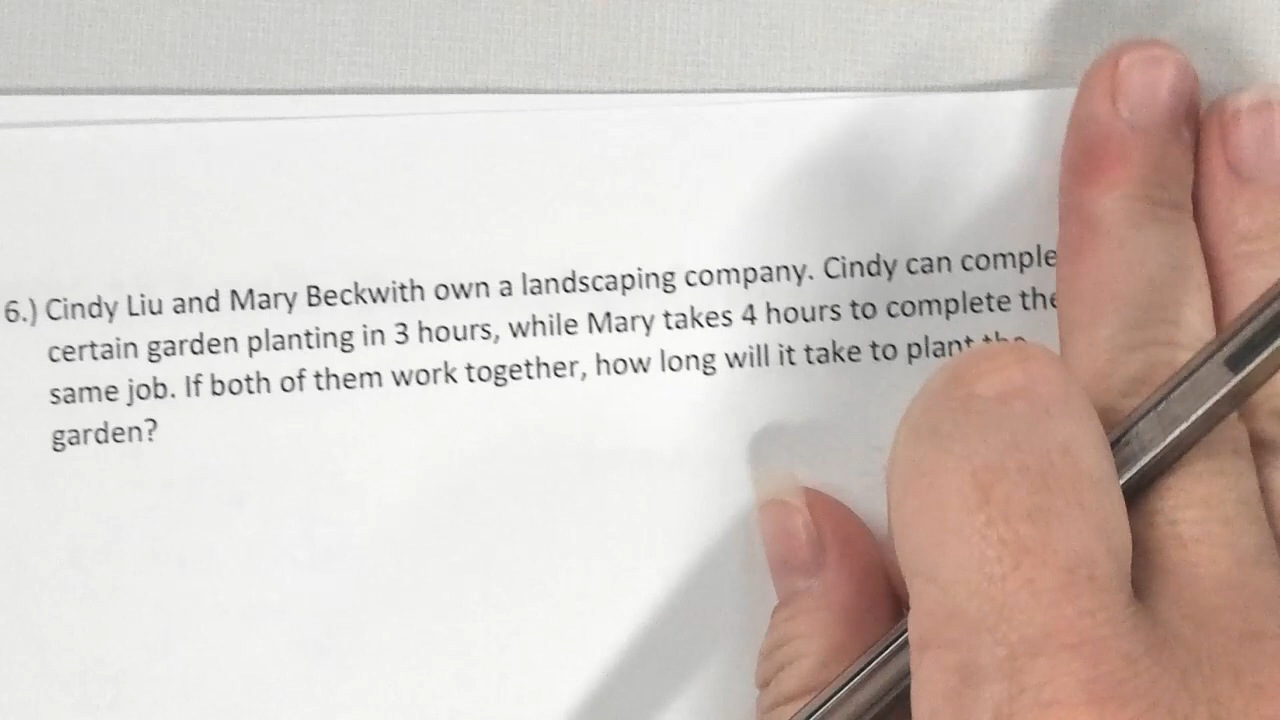 6.) Cindy Liu and Mary Beckwith own a landscaping company. Cindy can comple
certain garden planting in 3 hours, while Mary takes 4 hours to complete the
same job. If both of them work together, how long will it take to plant the
garden?